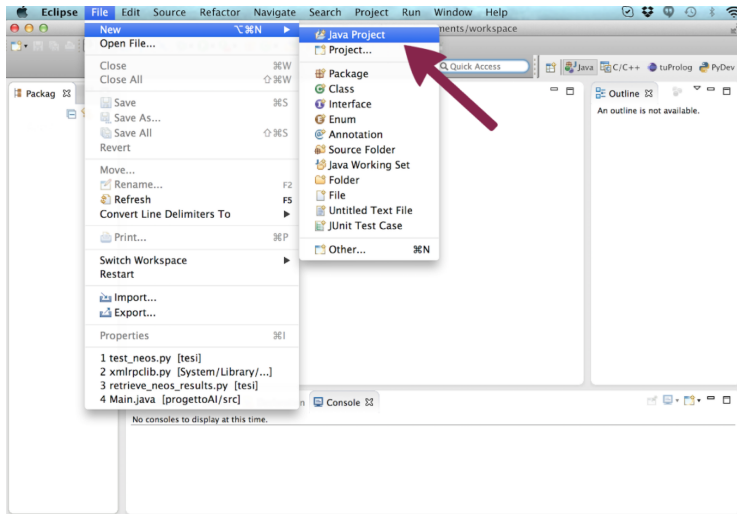 Eclipse File Edit Source Refactor Navigate Search Project Run Window Help
ments/workspace
New ⌥⌘N ▶
Open File...
Close ⌘W
Close All ⇧⌘W
Save ⌘S
Save As...
Save All ⇧⌘S
Revert
Move...
Rename... F2
Refresh F5
Convert Line Delimiters To ▶
Print... ⌘P
Switch Workspace ▶
Restart
Import...
Export...
Properties ⌘I
1 test_neos.py [tesi]
2 xmlrpclib.py [System/Library/...]
3 retrieve_neos_results.py [tesi]
4 Main.java [progettoAI/src]
Java Project
Project...
Package
Class
Interface
Enum
Annotation
Source Folder
Java Working Set
Folder
File
Untitled Text File
JUnit Test Case
Other... ⌘N
Quick Access
Java C/C++ tuProlog PyDev
Packag
Outline
An outline is not available.
Console
No consoles to display at this time.